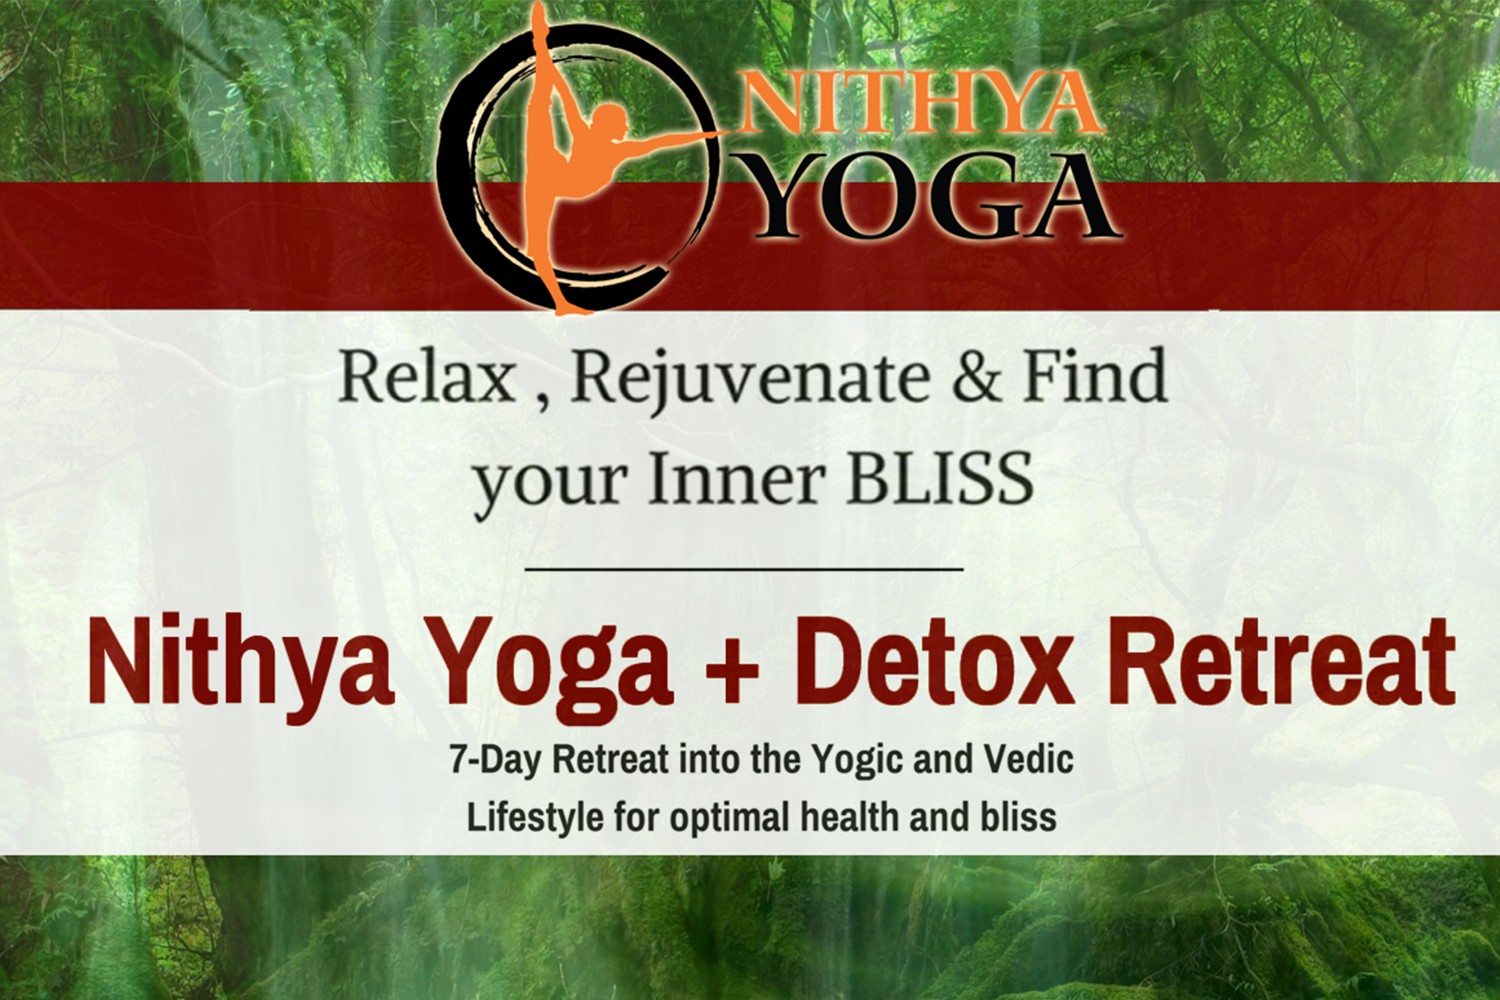 NITHYA
YOGA
Relax , Rejuvenate & Find
your Inner BLISS
Nithya Yoga + Detox Retreat
7-Day Retreat into the Yogic and Vedic
Lifestyle for optimal health and bliss